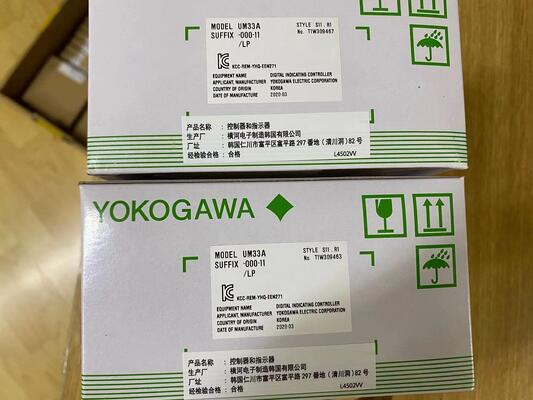 MODEL UM33A
SUFFIX -000-11
/LP
STYLE S11 . R1
No. T1W309467
KCC-REM-YHQ-EEN271
EQUIPMENT NAME DIGITAL INDICATING CONTROLLER
APPLICANT, MANUFACTURER YOKOGAWA ELECTRIC CORPORATION
COUNTRY OF ORIGIN KOREA
DATE OF MANUFACTURE 2020-03
产品名称 : 控制器和指示器
生产厂 : 横河电子制造韩国有限公司
厂址 : 韩国仁川市富平区富平路 297 番地 ( 清川洞 ) 82 号
经检验合格 : 合格
L4502VV
YOKOGAWA
MODEL UM33A
SUFFIX -000-11
/LP
STYLE S11 . R1
No. T1W309463
KCC-REM-YHQ-EEN271
EQUIPMENT NAME DIGITAL INDICATING CONTROLLER
APPLICANT, MANUFACTURER YOKOGAWA ELECTRIC CORPORATION
COUNTRY OF ORIGIN KOREA
DATE OF MANUFACTURE 2020-03
产品名称 : 控制器和指示器
生产厂 : 横河电子制造韩国有限公司
厂址 : 韩国仁川市富平区富平路 297 番地 ( 清川洞 ) 82 号
经检验合格 : 合格
L4502VV